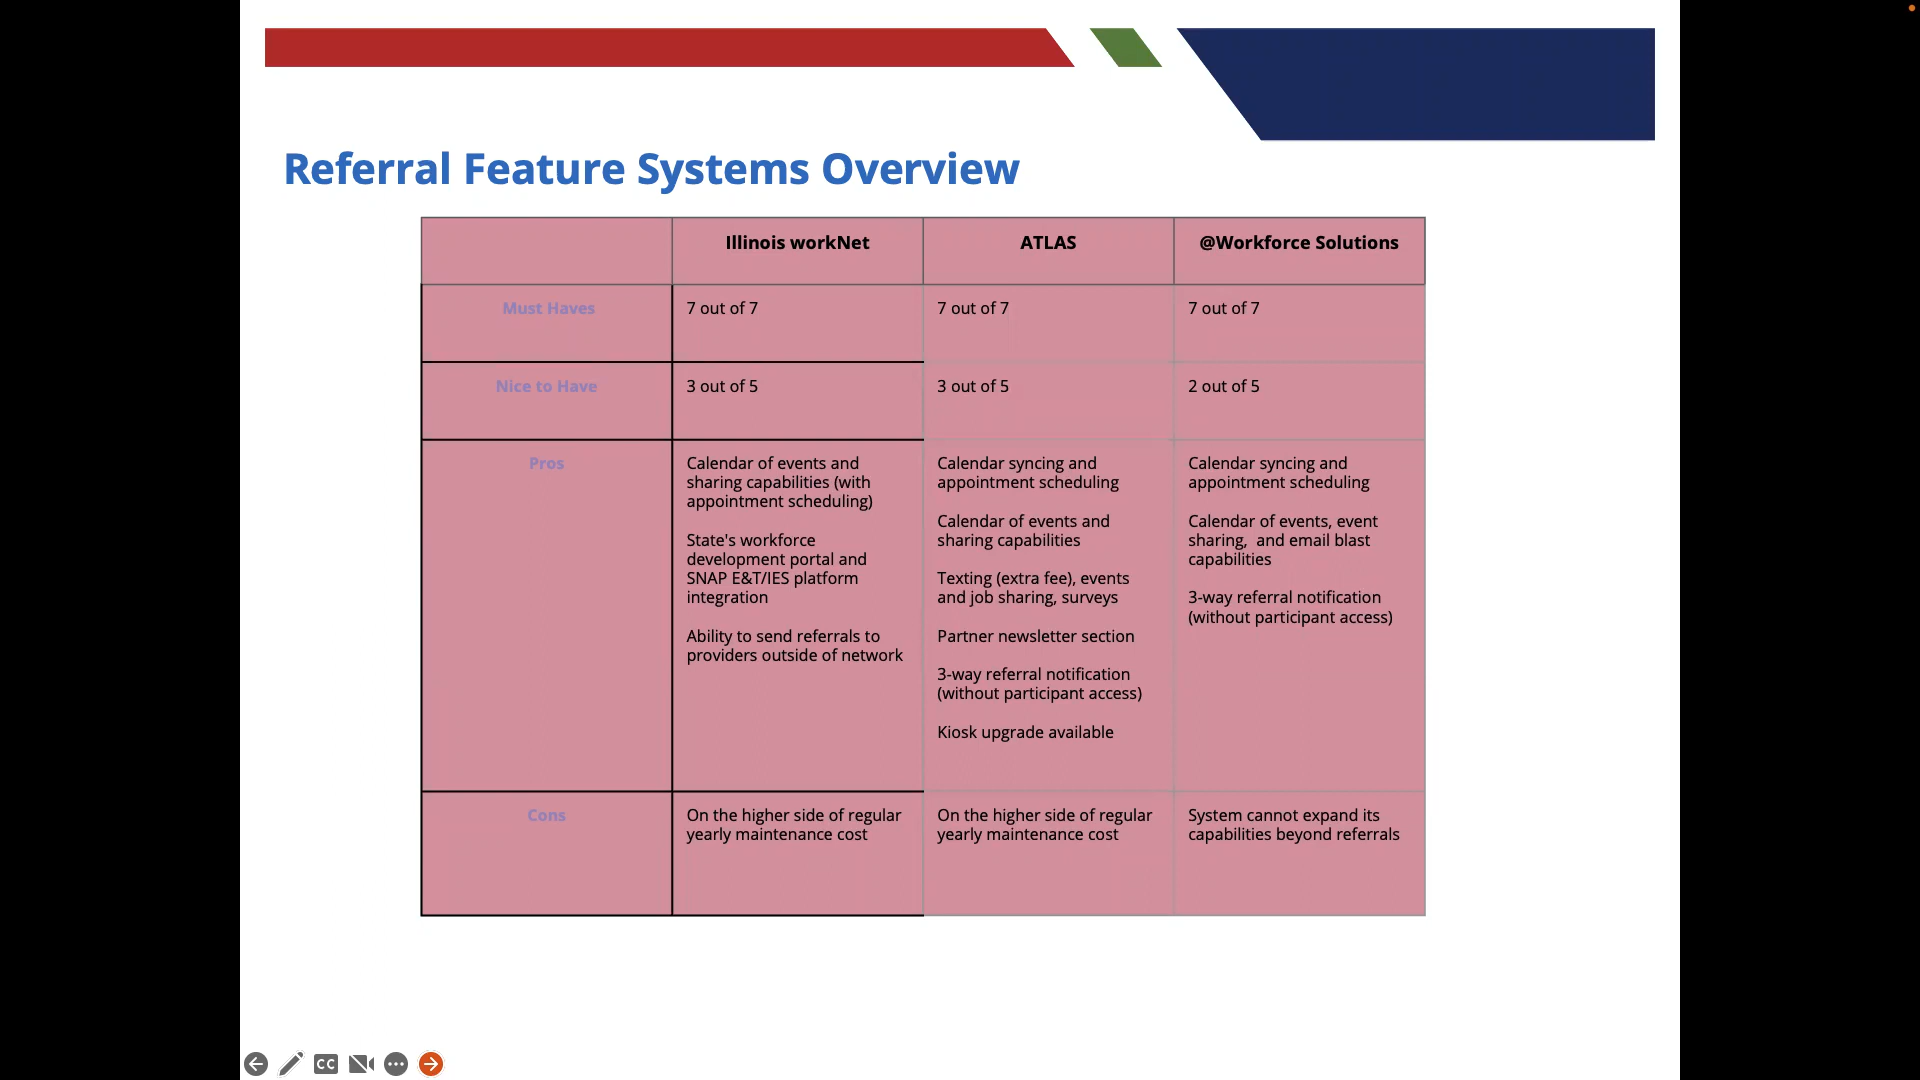 Referral Feature Systems Overview
Illinois workNet
ATLAS
@Workforce Solutions
Must Haves
7 out of 7
7 out of 7
7 out of 7
Nice to Have
3 out of 5
3 out of 5
2 out of 5
Pros
Calendar of events and
sharing capabilities (with
appointment scheduling)
State's workforce
development portal and
SNAP E&T/IES platform
integration
Ability to send referrals to
providers outside of network
Calendar syncing and
appointment scheduling
Calendar of events and
sharing capabilities
Texting (extra fee), events
and job sharing, surveys
Partner newsletter section
3-way referral notification
(without participant access)
Kiosk upgrade available
Calendar syncing and
appointment scheduling
Calendar of events, event
sharing,  and email blast
capabilities
3-way referral notification
(without participant access)
Cons
On the higher side of regular
yearly maintenance cost
On the higher side of regular
yearly maintenance cost
System cannot expand its
capabilities beyond referrals
CC